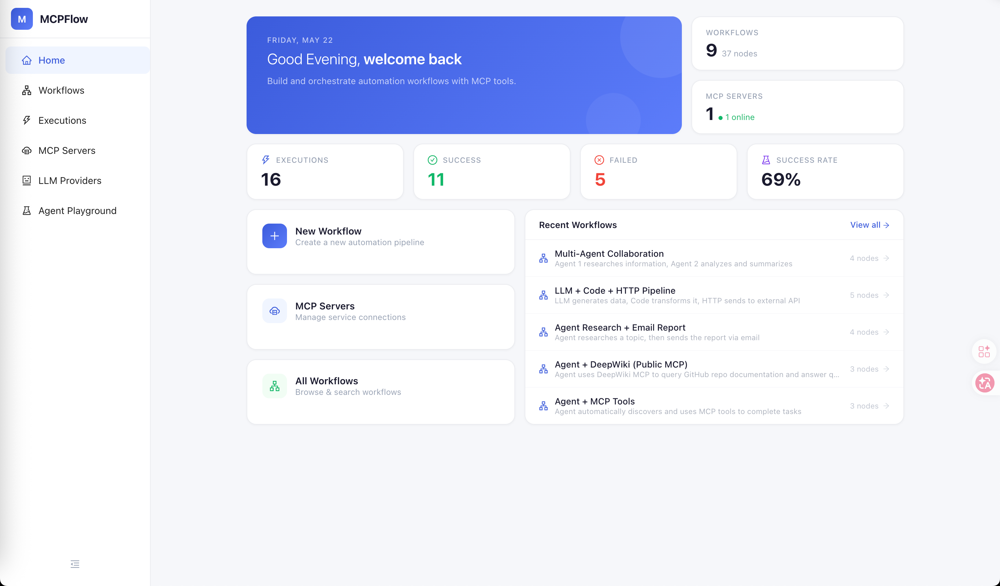 M MCPFlow
Home
Workflows
Executions
MCP Servers
LLM Providers
Agent Playground
FRIDAY, MAY 22
Good Evening, welcome back
Build and orchestrate automation workflows with MCP tools.
WORKFLOWS
9 37 nodes
MCP SERVERS
1 1 online
EXECUTIONS
16
SUCCESS
11
FAILED
5
SUCCESS RATE
69%
New Workflow
Create a new automation pipeline
MCP Servers
Manage service connections
All Workflows
Browse & search workflows
Recent Workflows
View all →
Multi-Agent Collaboration
Agent 1 researches information, Agent 2 analyzes and summarizes
4 nodes →
LLM + Code + HTTP Pipeline
LLM generates data, Code transforms it, HTTP sends to external API
5 nodes →
Agent Research + Email Report
Agent researches a topic, then sends the report via email
4 nodes →
Agent + DeepWiki (Public MCP)
Agent uses DeepWiki MCP to query GitHub repo documentation and answer q...
3 nodes →
Agent + MCP Tools
Agent automatically discovers and uses MCP tools to complete tasks
3 nodes →
A